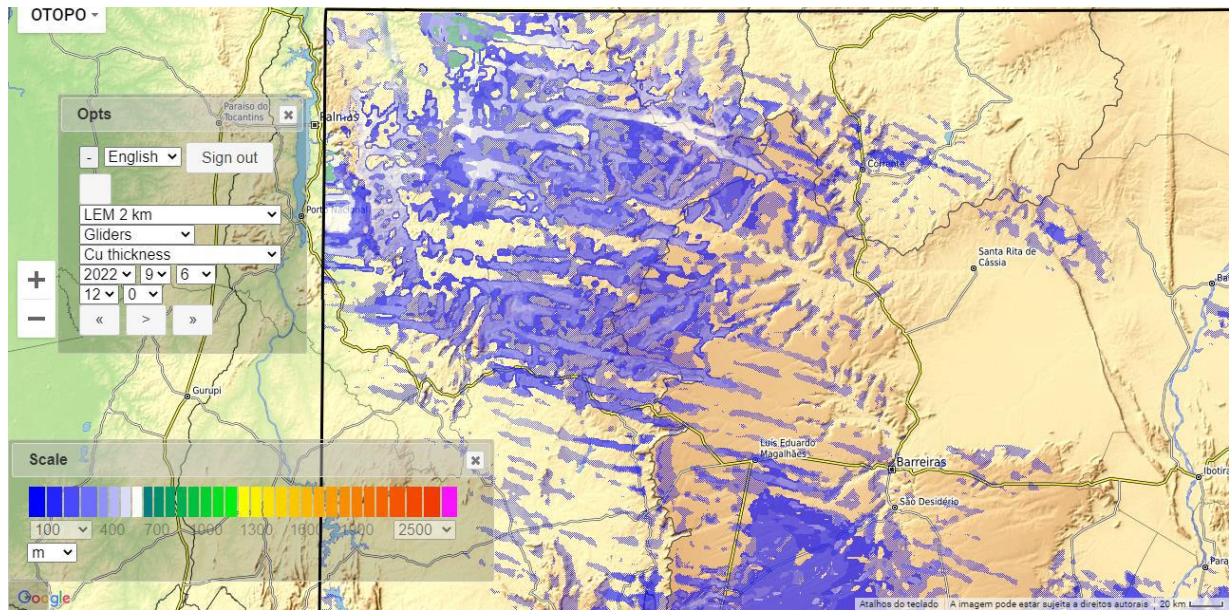 OTOPO
Opts
- English Sign out
LEM 2 km
Gliders
Cu thickness
2022 9 6
12 0
« > »
+
−
Paraíso do
Tocantins
Palmas
Porto Nacional
Gurupi
Corrente
Santa Rita de
Cássia
Luís Eduardo
Magalhães
Barreiras
São Desidério
Ibotira
Scale
100 400 700 1000 1300 1600 1900 2500
m
Google
Atalhos do teclado A imagem pode estar sujeita a direitos autorais 20 km